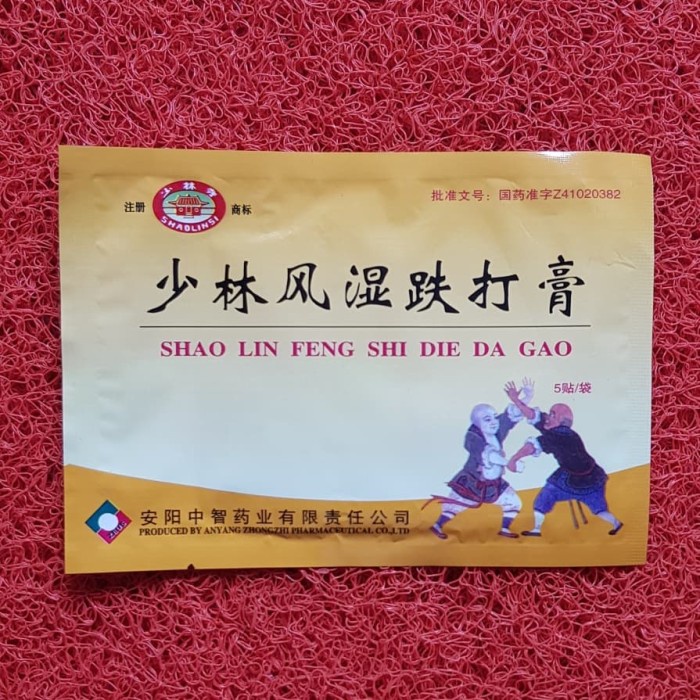 注册
少林寺
SHAOLINSI
商标
批准文号：国药准字Z41020382
少林风湿跌打膏
SHAO LIN FENG SHI DIE DA GAO
5贴/袋
安阳中智药业有限责任公司
PRODUCED BY ANYANG ZHONGZHI PHARMACKUTICAL CO.,LTD